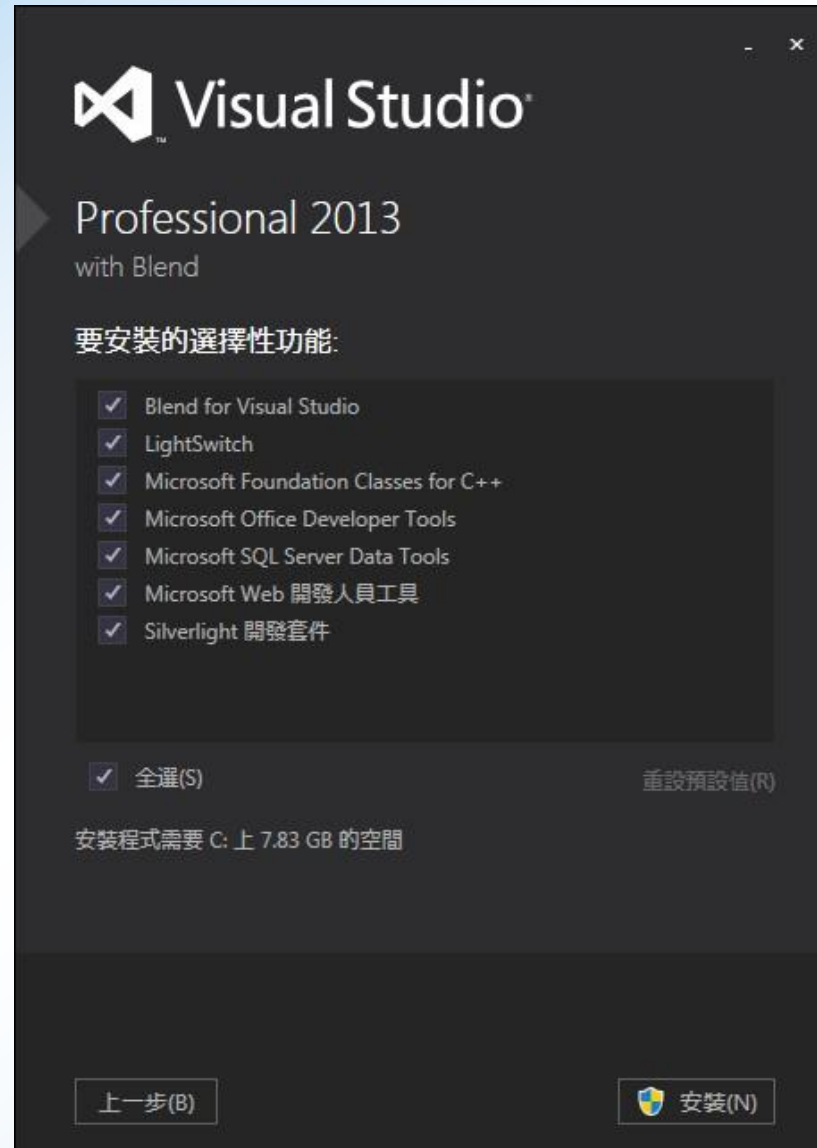 Visual Studio
Professional 2013
with Blend
要安裝的選擇性功能:
Blend for Visual Studio
LightSwitch
Microsoft Foundation Classes for C++
Microsoft Office Developer Tools
Microsoft SQL Server Data Tools
Microsoft Web 開發人員工具
Silverlight 開發套件
全選(S)
重設預設值(R)
安裝程式需要 C: 上 7.83 GB 的空間
上一步(B)
安裝(N)